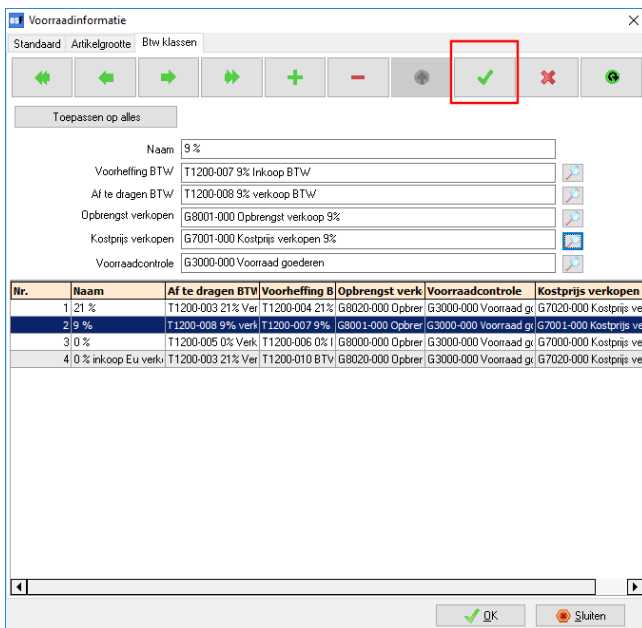 osf Voorraadinformatie
Standaard Artikelgrootte Btw klassen
Toepassen op alles
Naam 9 %
Voorheffing BTW T1200-007 9% Inkoop BTW
Af te dragen BTW T1200-008 9% verkoop BTW
Opbrengst verkopen G8001-000 Opbrengst verkoop 9%
Kostprijs verkopen G7001-000 Kostprijs verkopen 9%
Voorraadcontrole G3000-000 Voorraad goederen
Nr. Naam Af te dragen BTW Voorheffing B Opbrengst verk Voorraadcontrole Kostprijs verkopen
1 21 % T1200-003 21% Ver T1200-004 21% G8020-000 Opbrer G3000-000 Voorraad gc G7020-000 Kostprijs ve
2 9 % T1200-008 9% verk T1200-007 9% G8001-000 Opbrer G3000-000 Voorraad gc G7001-000 Kostprijs ve
3 0 % T1200-005 0% Verk T1200-006 0% I G8000-000 Opbrer G3000-000 Voorraad gc G7000-000 Kostprijs ve
4 0 % inkoop Eu verk T1200-003 21% Ver T1200-010 BTV G8020-000 Opbrer G3000-000 Voorraad gc G7020-000 Kostprijs ve
OK Sluiten